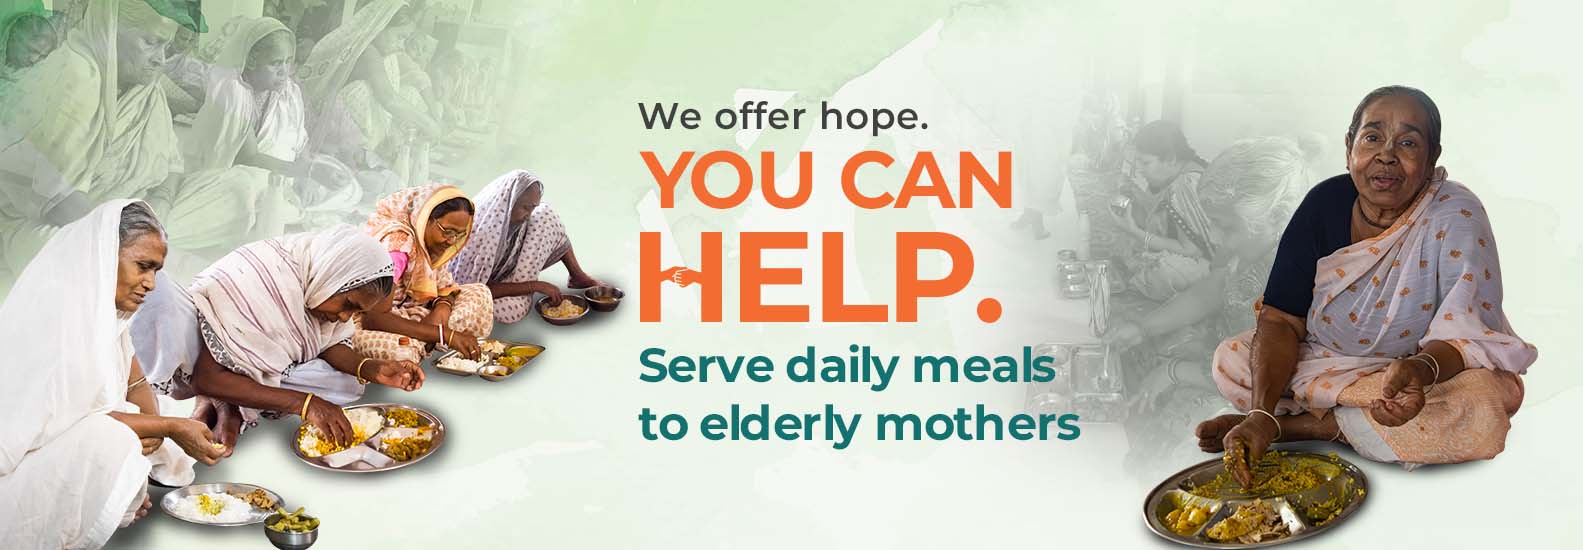 We offer hope.
YOU CAN
HELP.
Serve daily meals
to elderly mothers